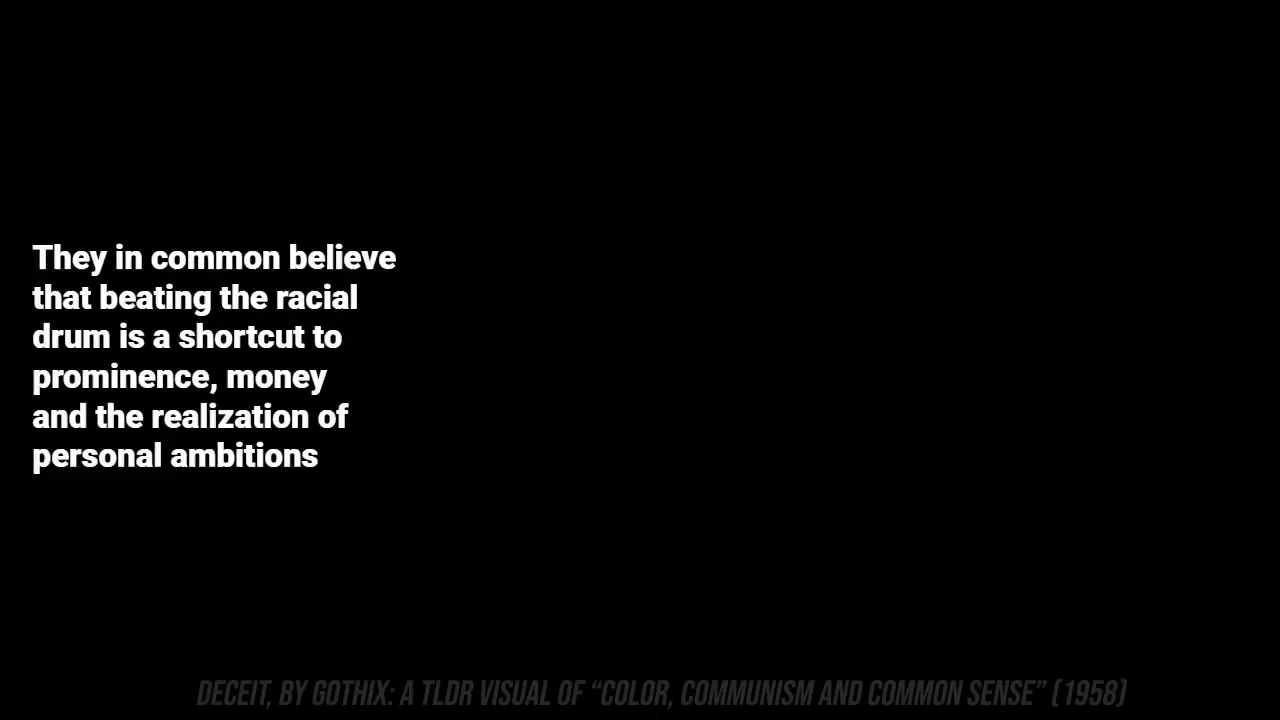 They in common believe
that beating the racial
drum is a shortcut to
prominence, money
and the realization of
personal ambitions
DECEIT, BY GOTHIX: A TLDR VISUAL OF “COLOR, COMMUNISM AND COMMON SENSE” (1958)